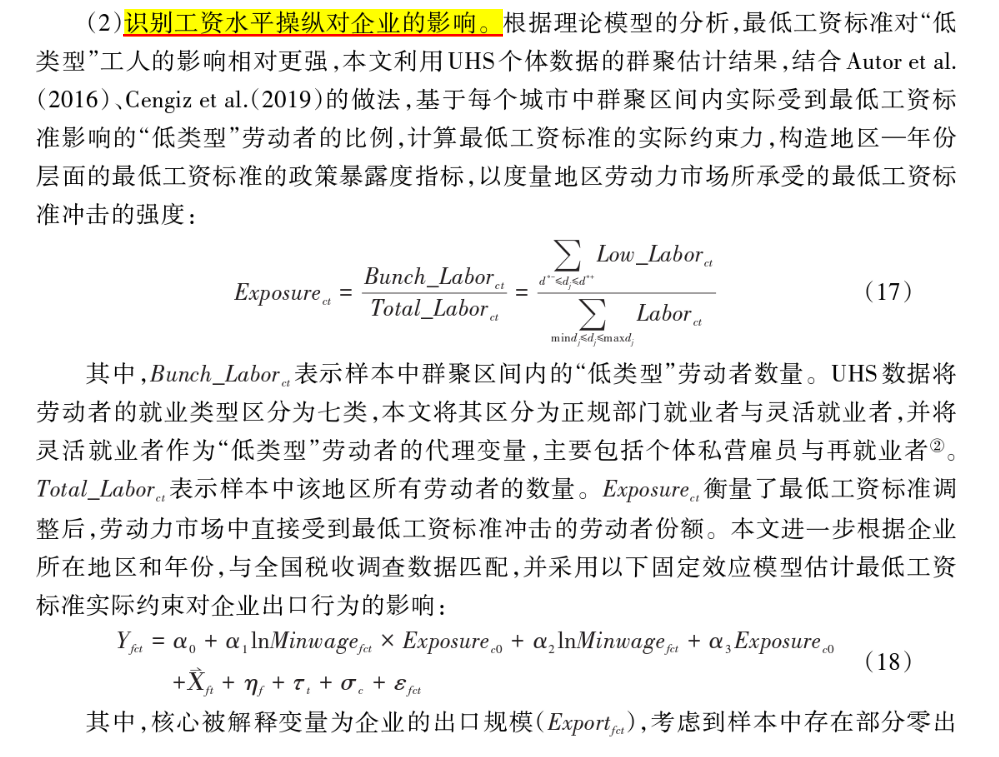 (2)识别工资水平操纵对企业的影响。根据理论模型的分析,最低工资标准对“低
类型”工人的影响相对更强,本文利用UHS个体数据的群聚估计结果,结合Autor et al.
(2016)、Cengiz et al.(2019)的做法,基于每个城市中群聚区间内实际受到最低工资标
准影响的“低类型”劳动者的比例,计算最低工资标准的实际约束力,构造地区—年份
层面的最低工资标准的政策暴露度指标,以度量地区劳动力市场所承受的最低工资标
准冲击的强度:
Exposure_ct = Bunch_Labor_ct / Total_Labor_ct = ∑_{d*-≤d_j≤d*+} Low_Labor_ct / ∑_{mind_j≤d_j≤maxd_j} Labor_ct (17)
其中,Bunch_Labor_ct表示样本中群聚区间内的“低类型”劳动者数量。UHS数据将
劳动者的就业类型区分为七类,本文将其区分为正规部门就业者与灵活就业者,并将
灵活就业者作为“低类型”劳动者的代理变量,主要包括个体私营雇员与再就业者②。
Total_Labor_ct表示样本中该地区所有劳动者的数量。Exposure_ct衡量了最低工资标准调
整后,劳动力市场中直接受到最低工资标准冲击的劳动者份额。本文进一步根据企业
所在地区和年份,与全国税收调查数据匹配,并采用以下固定效应模型估计最低工资
标准实际约束对企业出口行为的影响:
Y_fct = α_0 + α_1lnMinwage_fct × Exposure_c0 + α_2lnMinwage_fct + α_3Exposure_c0
+X⃗_ft + η_f + τ_t + σ_c + ε_fct (18)
其中,核心被解释变量为企业的出口规模(Export_fct),考虑到样本中存在部分零出